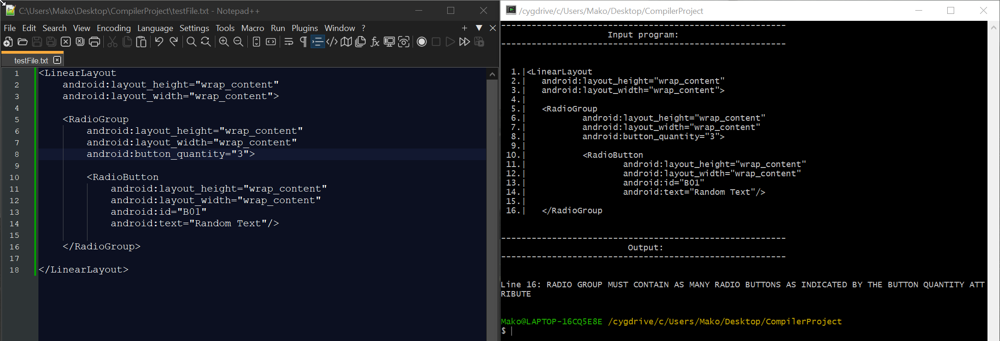 C:\Users\Mako\Desktop\CompilerProject\testFile.txt - Notepad++
File Edit Search View Encoding Language Settings Tools Macro Run Plugins Window ?
testFile.txt
1 <LinearLayout
2 android:layout_height="wrap_content"
3 android:layout_width="wrap_content">
4
5 <RadioGroup
6 android:layout_height="wrap_content"
7 android:layout_width="wrap_content"
8 android:button_quantity="3">
9
10 <RadioButton
11 android:layout_height="wrap_content"
12 android:layout_width="wrap_content"
13 android:id="B01"
14 android:text="Random Text"/>
15
16 </RadioGroup>
17
18 </LinearLayout>
/cygdrive/c/Users/Mako/Desktop/CompilerProject
--------------------------------------------------------
Input program:
--------------------------------------------------------
1.|<LinearLayout
2.| android:layout_height="wrap_content"
3.| android:layout_width="wrap_content">
4.|
5.| <RadioGroup
6.| android:layout_height="wrap_content"
7.| android:layout_width="wrap_content"
8.| android:button_quantity="3">
9.|
10.| <RadioButton
11.| android:layout_height="wrap_content"
12.| android:layout_width="wrap_content"
13.| android:id="B01"
14.| android:text="Random Text"/>
15.|
16.| </RadioGroup
--------------------------------------------------------
Output:
--------------------------------------------------------
Line 16: RADIO GROUP MUST CONTAIN AS MANY RADIO BUTTONS AS INDICATED BY THE BUTTON QUANTITY ATT
RIBUTE
Mako@LAPTOP-16CQ5E8E /cygdrive/c/Users/Mako/Desktop/CompilerProject
$